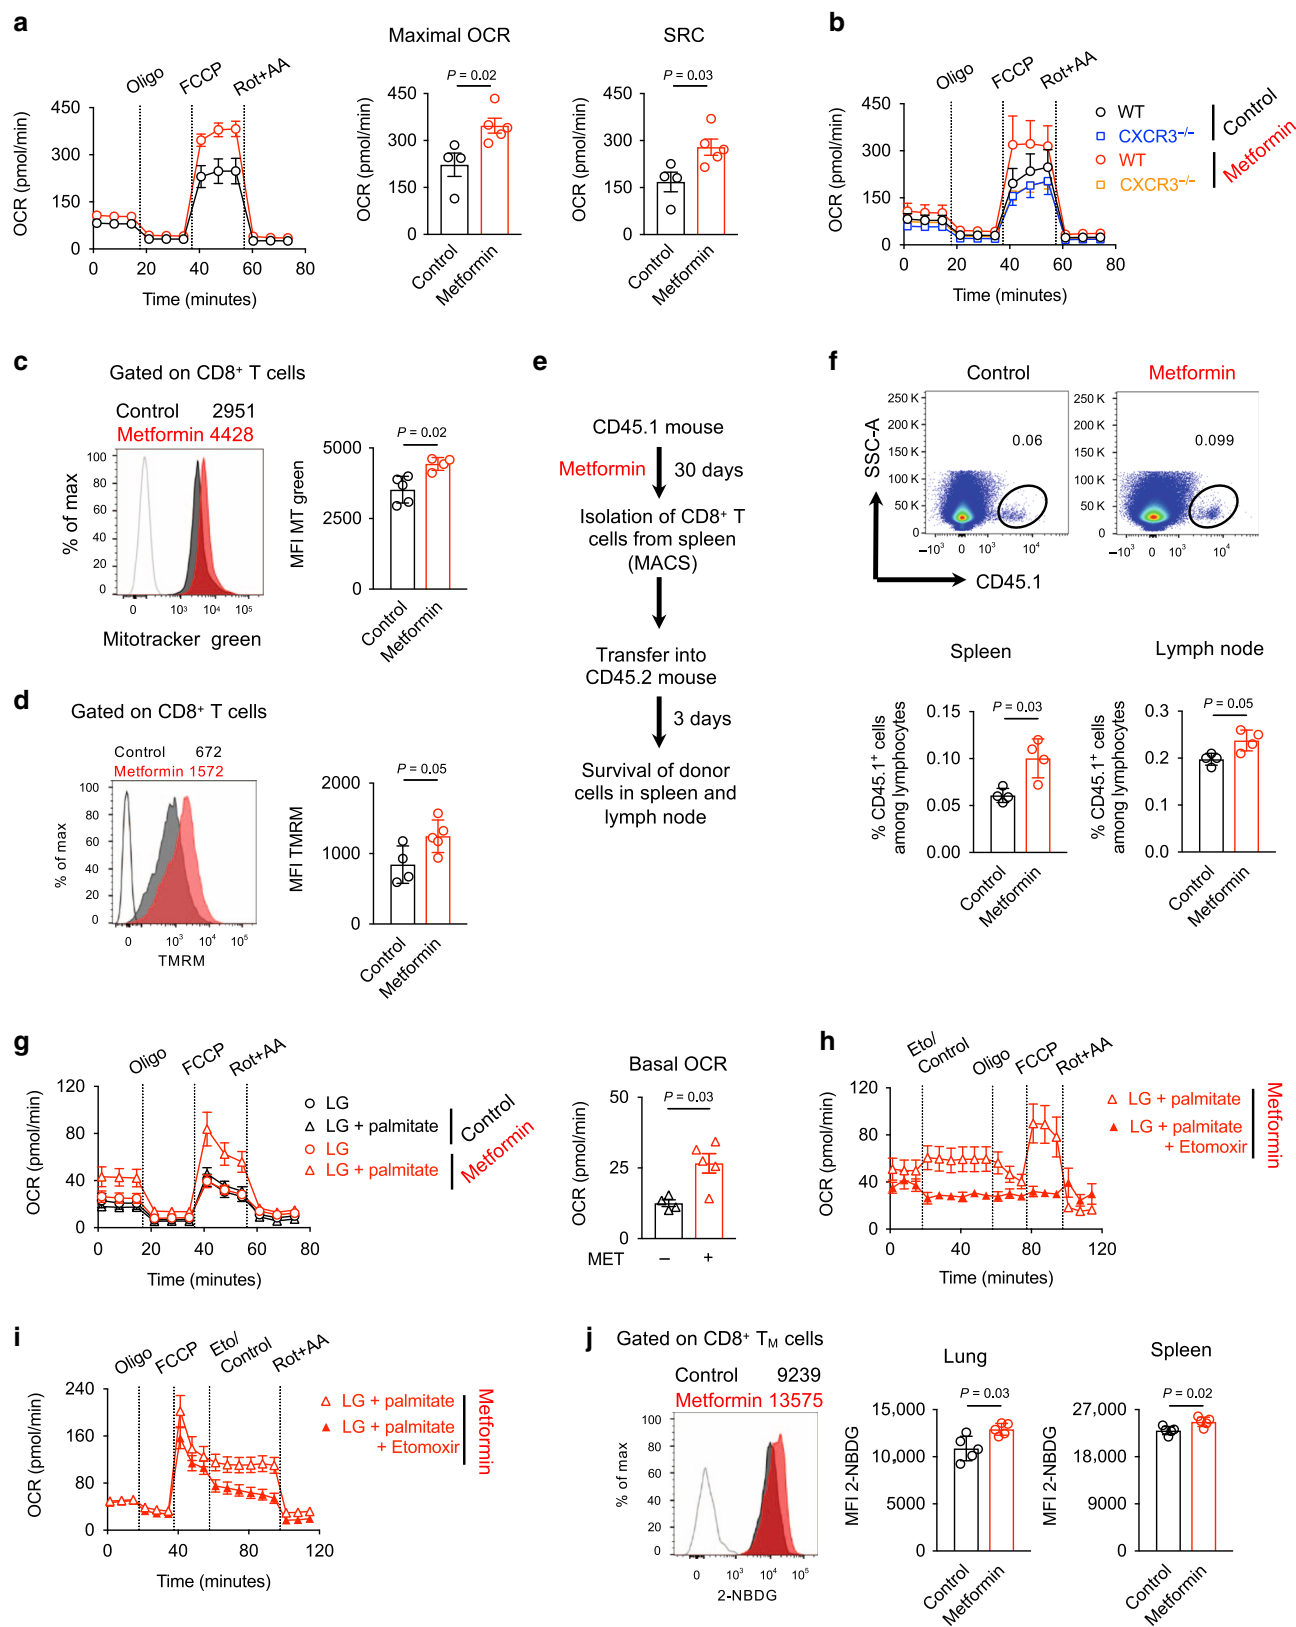 a
Oligo
FCCP
Rot+AA
OCR (pmol/min)
450
300
150
0
0 20 40 60 80
Time (minutes)
Maximal OCR
P = 0.02
OCR (pmol/min)
450
300
150
0
Control
Metformin
SRC
P = 0.03
OCR (pmol/min)
450
300
150
0
Control
Metformin
b
Oligo
FCCP
Rot+AA
OCR (pmol/min)
450
300
150
0
0 20 40 60 80
Time (minutes)
WT
CXCR3−/−
Control
WT
CXCR3−/−
Metformin
c
Gated on CD8+ T cells
Control 2951
Metformin 4428
% of max
100
80
60
40
20
0
0 10³ 10⁴ 10⁵
Mitotracker green
P = 0.02
MFI MT green
5000
2500
0
Control
Metformin
d
Gated on CD8+ T cells
Control 672
Metformin 1572
% of max
100
80
60
40
20
0
0 10³ 10⁴ 10⁵
TMRM
P = 0.05
MFI TMRM
2000
1000
0
Control
Metformin
e
CD45.1 mouse
Metformin 30 days
Isolation of CD8+ T
cells from spleen
(MACS)
Transfer into
CD45.2 mouse
3 days
Survival of donor
cells in spleen and
lymph node
f
Control
SSC-A
250 K
200 K
150 K
100 K
50 K
0
0.06
−10³ 0 10³ 10⁴
Metformin
250 K
200 K
150 K
100 K
50 K
0
0.099
−10³ 0 10³ 10⁴
CD45.1
Spleen
P = 0.03
% CD45.1+ cells
among lymphocytes
0.15
0.10
0.05
0.00
Control
Metformin
Lymph node
P = 0.05
% CD45.1+ cells
among lymphocytes
0.3
0.2
0.1
0.0
Control
Metformin
g
Oligo
FCCP
Rot+AA
OCR (pmol/min)
120
80
40
0
0 20 40 60 80
Time (minutes)
LG
LG + palmitate
Control
LG
LG + palmitate
Metformin
Basal OCR
P = 0.03
OCR (pmol/min)
50
25
0
MET – +
h
Eto/
Control
Oligo
FCCP
Rot+AA
OCR (pmol/min)
120
80
40
0
0 40 80 120
Time (minutes)
LG + palmitate
LG + palmitate
+ Etomoxir
Metformin
i
Oligo
FCCP
Eto/
Control
Rot+AA
OCR (pmol/min)
240
160
80
0
0 40 80 120
Time (minutes)
LG + palmitate
LG + palmitate
+ Etomoxir
Metformin
j
Gated on CD8+ TM cells
Control 9239
Metformin 13575
% of max
100
80
60
40
20
0
0 10³ 10⁴ 10⁵
2-NBDG
Lung
P = 0.03
MFI 2-NBDG
15,000
10,000
5000
0
Control
Metformin
Spleen
P = 0.02
MFI 2-NBDG
27,000
18,000
9000
0
Control
Metformin